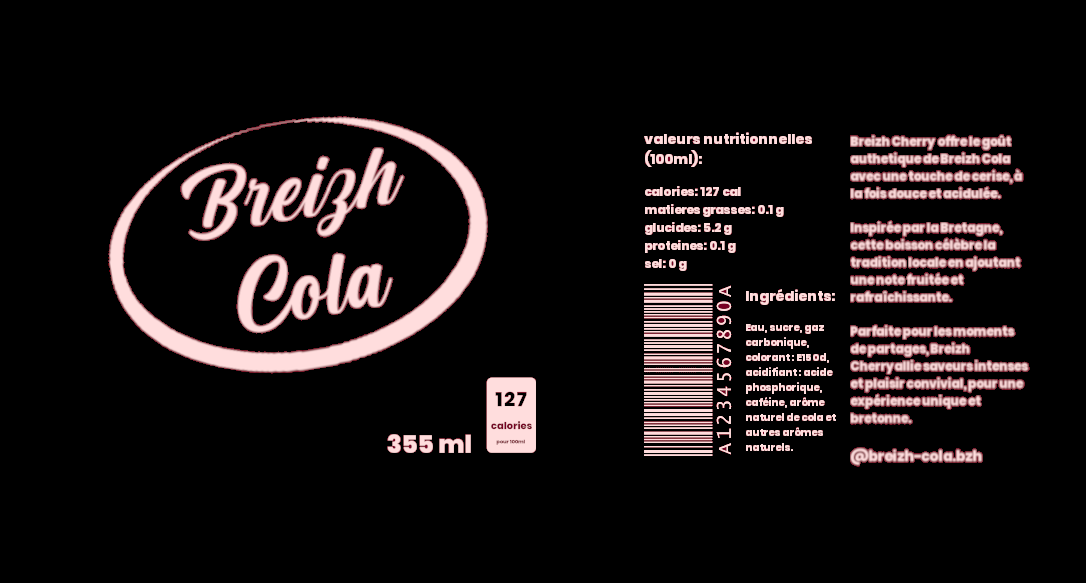 Breizh
Cola
355 ml
127
calories
pour 100ml
valeurs nutritionnelles
(100ml):
calories: 127 cal
matieres grasses: 0.1 g
glucides: 5.2 g
proteines: 0.1 g
sel: 0 g
A1234567890A
Ingrédients:
Eau, sucre, gaz
carbonique,
colorant: E150d,
acidifiant: acide
phosphorique,
caféine, arôme
naturel de cola et
autres arômes
naturels.
Breizh Cherry offre le goût
authetique de Breizh Cola
avec une touche de cerise, à
la fois douce et acidulée.
Inspirée par la Bretagne,
cette boisson célèbre la
tradition locale en ajoutant
une note fruitée et
rafraîchissante.
Parfaite pour les moments
de partages, Breizh
Cherry allie saveurs intenses
et plaisir convivial, pour une
expérience unique et
bretonne.
@breizh-cola.bzh